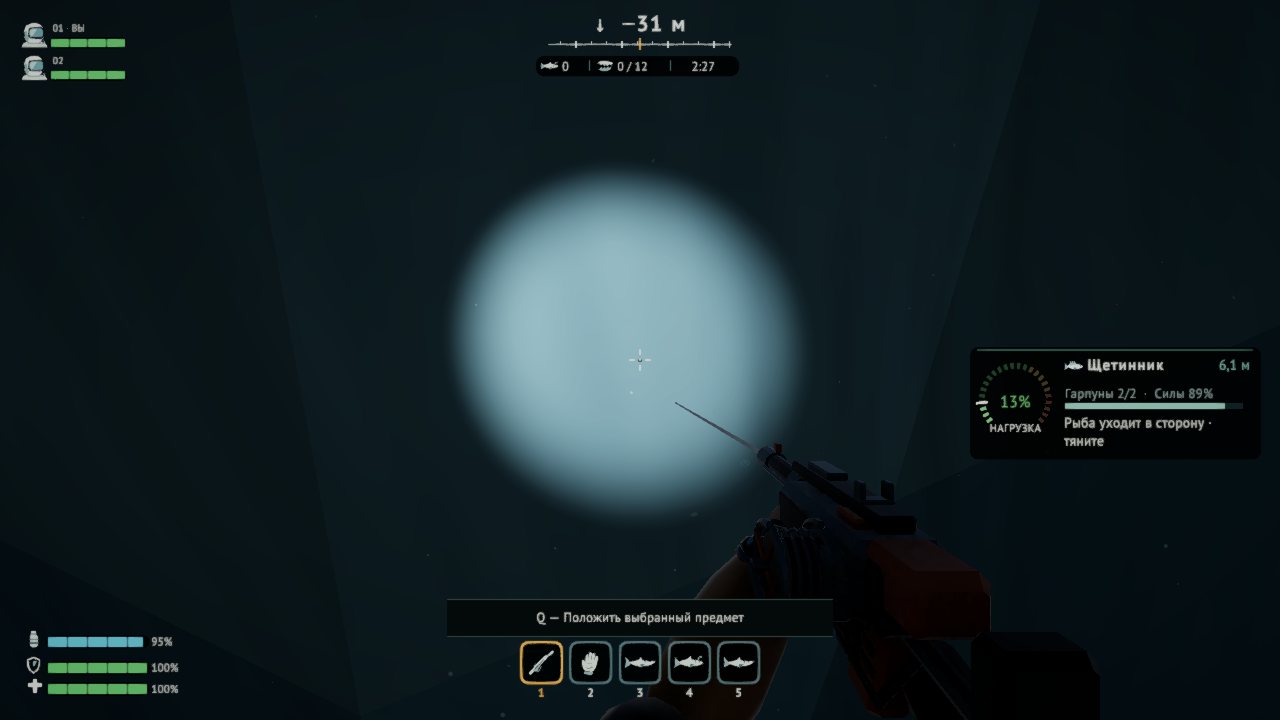 01 · ВЫ
02
↓ −31 м
0 | 0 / 12 | 2:27
Щетинник 6,1 м
Гарпуны 2/2 · Силы 89%
13%
НАГРУЗКА
Рыба уходит в сторону ·
тяните
Q — Положить выбранный предмет
1 2 3 4 5
95%
100%
100%